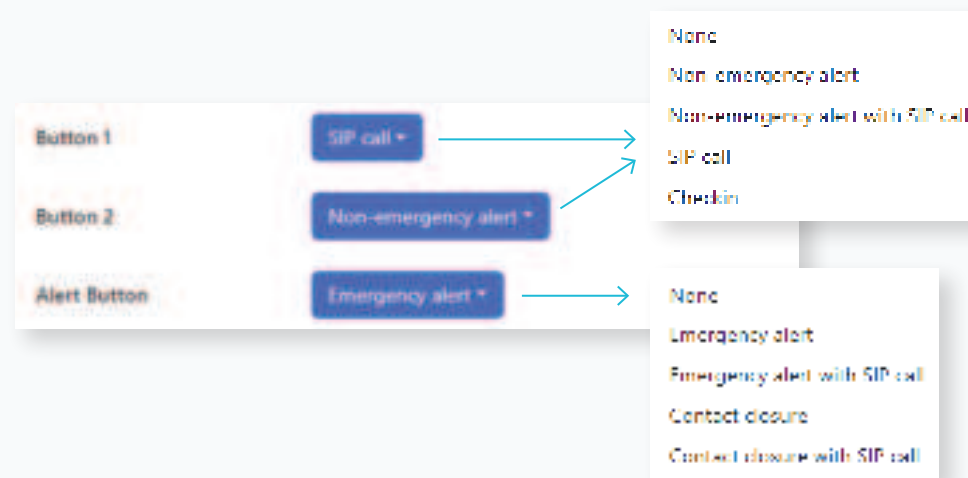 Button 1
SIP call
Button 2
Non-emergency alert
Alert Button
Emergency alert
None
Non-emergency alert
Non-emergency alert with SIP call
SIP call
Checkin
None
Emergency alert
Emergency alert with SIP call
Contact closure
Contact closure with SIP call